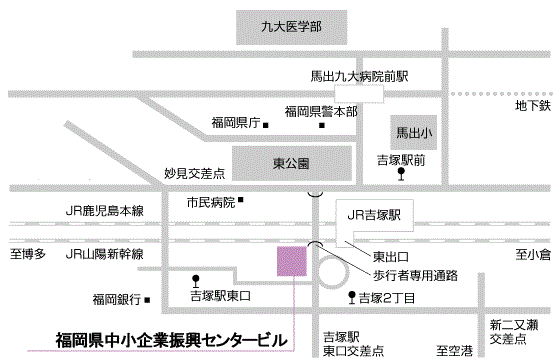 九大医学部
馬出九大病院前駅
地下鉄
福岡県庁
福岡県警本部
馬出小
東公園
吉塚駅前
妙見交差点
市民病院
JR鹿児島本線
JR吉塚駅
至博多
JR山陽新幹線
東出口
至小倉
歩行者専用通路
吉塚駅東口
福岡銀行
吉塚2丁目
福岡県中小企業振興センタービル
吉塚駅
東口交差点
至空港
新二又瀬
交差点